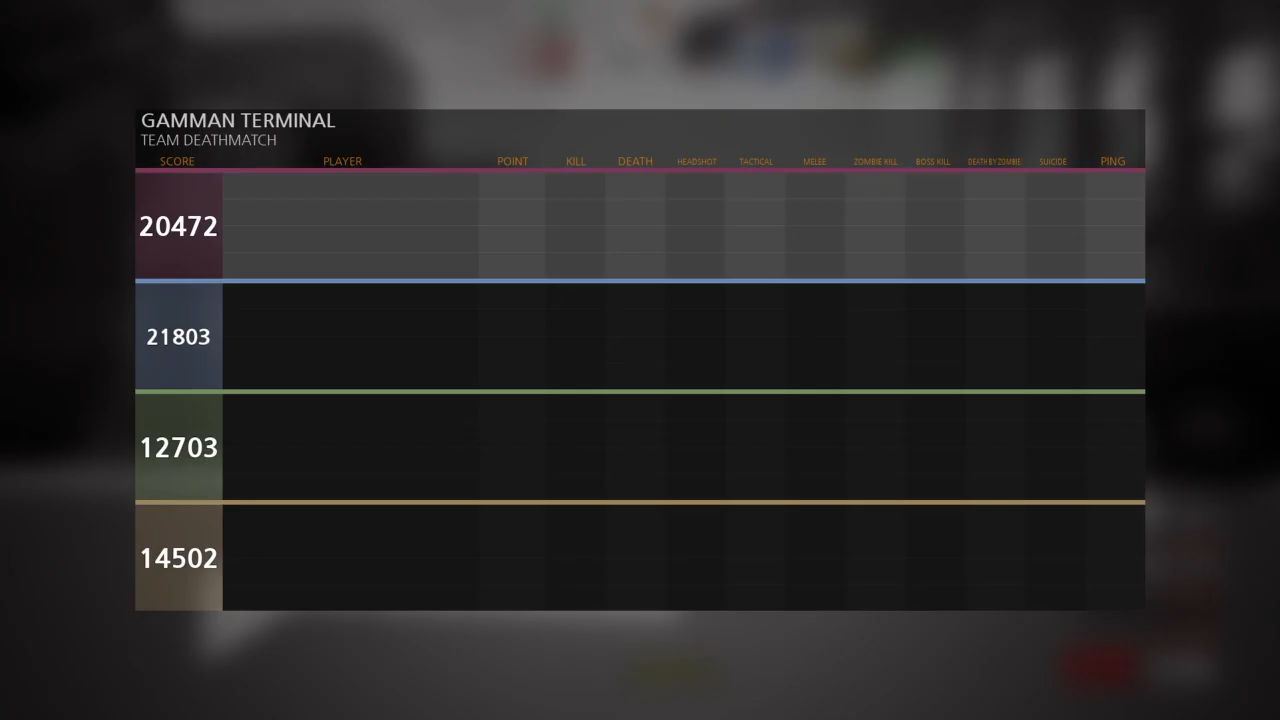 GAMMAN TERMINAL
TEAM DEATHMATCH
SCORE PLAYER POINT KILL DEATH HEADSHOT TACTICAL MELEE ZOMBIE KILL BOSS KILL DEATH BY ZOMBIE SUICIDE PING
20472
21803
12703
14502